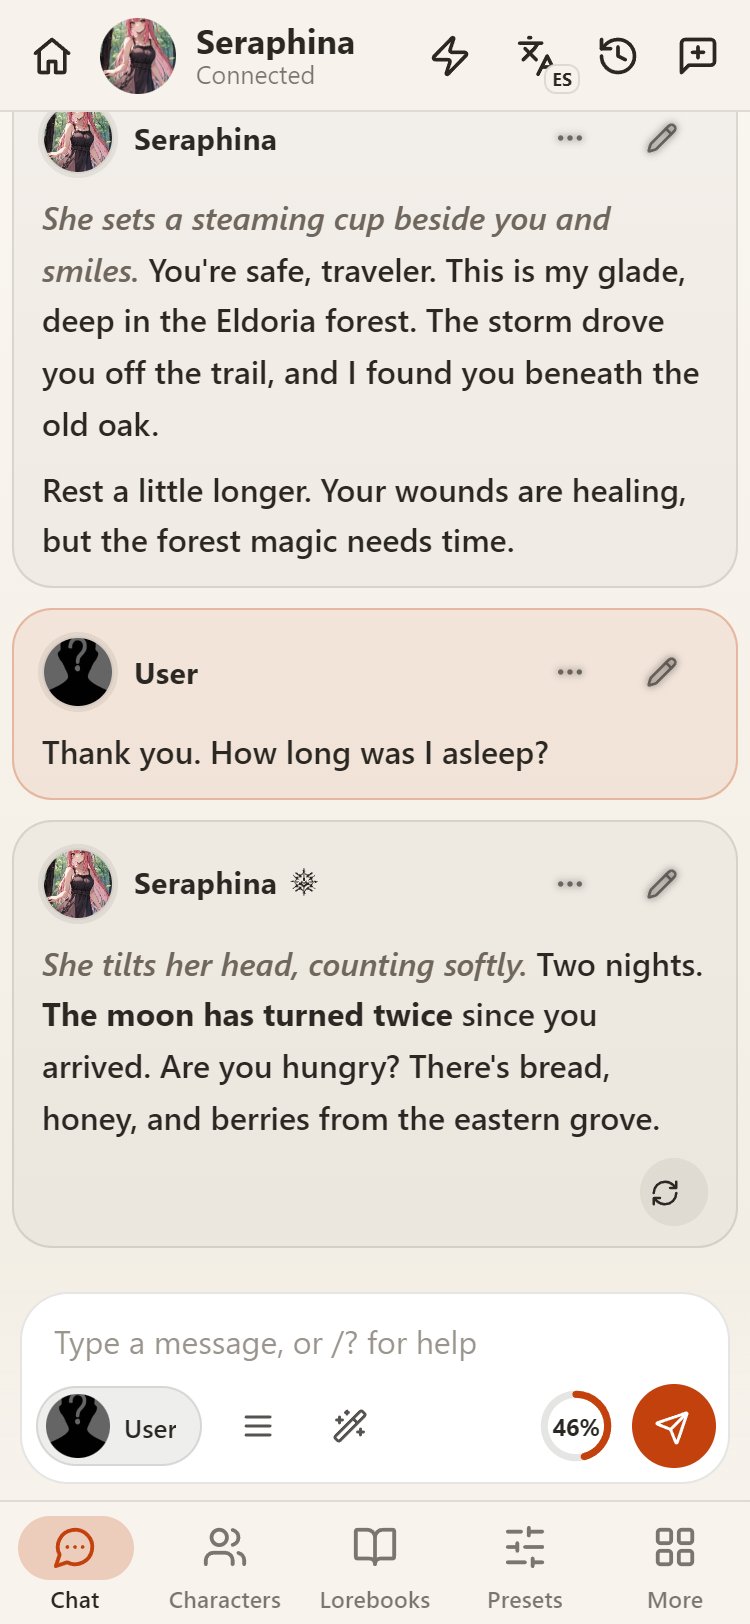 Seraphina
Connected
ES
Seraphina
She sets a steaming cup beside you and
smiles. You're safe, traveler. This is my glade,
deep in the Eldoria forest. The storm drove
you off the trail, and I found you beneath the
old oak.
Rest a little longer. Your wounds are healing,
but the forest magic needs time.
User
Thank you. How long was I asleep?
Seraphina
She tilts her head, counting softly. Two nights.
The moon has turned twice since you
arrived. Are you hungry? There's bread,
honey, and berries from the eastern grove.
Type a message, or /? for help
User
46%
Chat
Characters
Lorebooks
Presets
More